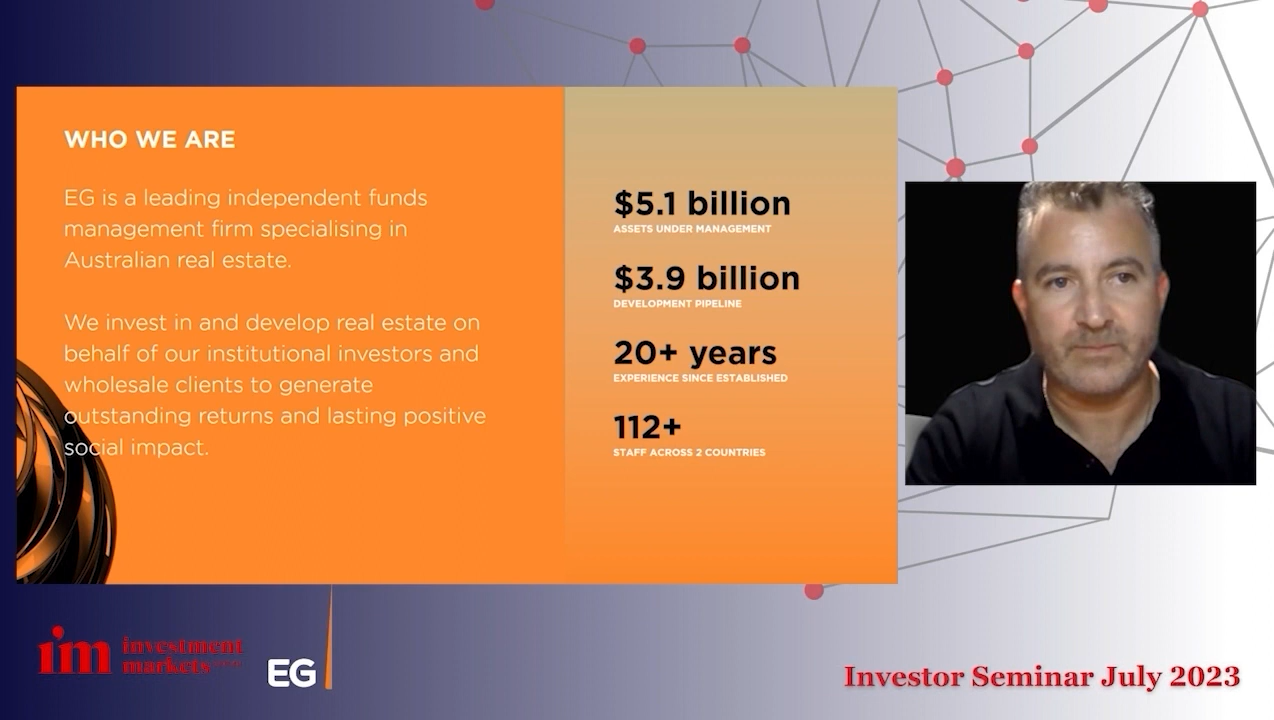 WHO WE ARE
EG is a leading independent funds
management firm specialising in
Australian real estate.
We invest in and develop real estate on
behalf of our institutional investors and
wholesale clients to generate
outstanding returns and lasting positive
social impact.
$5.1 billion
ASSETS UNDER MANAGEMENT
$3.9 billion
DEVELOPMENT PIPELINE
20+ years
EXPERIENCE SINCE ESTABLISHED
112+
STAFF ACROSS 2 COUNTRIES
im investment
markets
EG
Investor Seminar July 2023